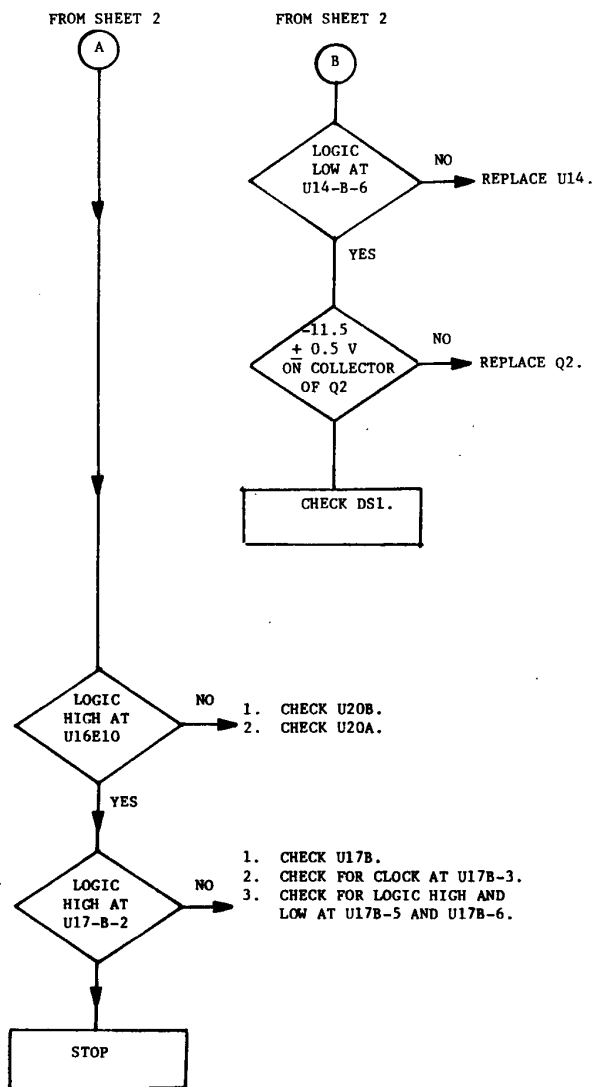 FROM SHEET 2
A
FROM SHEET 2
B
LOGIC
LOW AT
U14-B-6
NO
REPLACE U14.
YES
-11.5
± 0.5 V
ON COLLECTOR
OF Q2
NO
REPLACE Q2.
CHECK DS1.
LOGIC
HIGH AT
U16E10
NO
1. CHECK U20B.
2. CHECK U20A.
YES
LOGIC
HIGH AT
U17-B-2
NO
1. CHECK U17B.
2. CHECK FOR CLOCK AT U17B-3.
3. CHECK FOR LOGIC HIGH AND
LOW AT U17B-5 AND U17B-6.
STOP